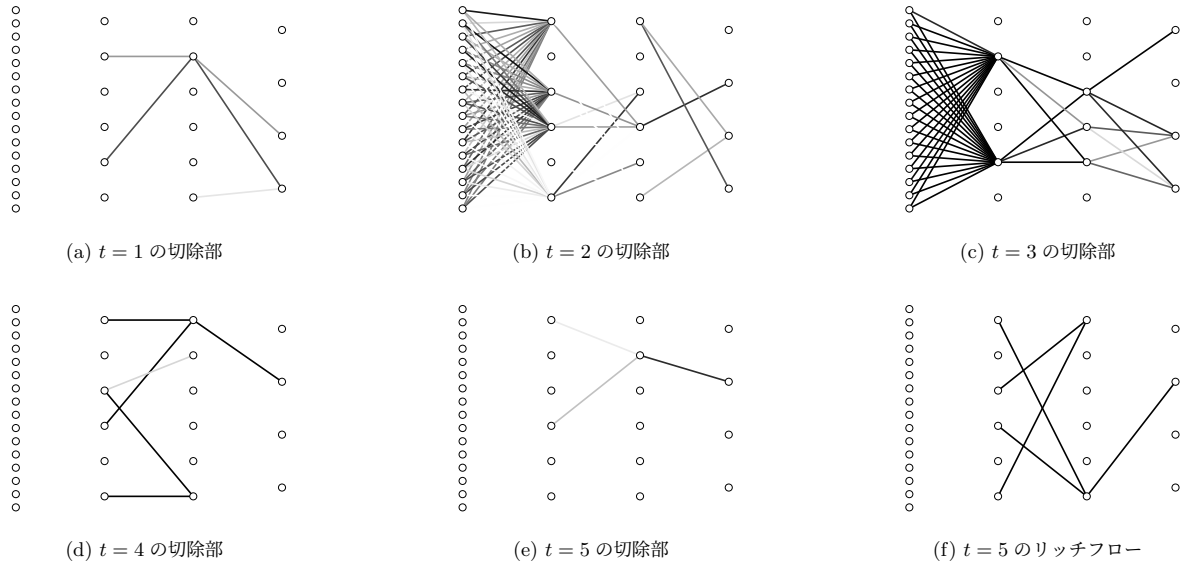 (a) t = 1 の切除部
(b) t = 2 の切除部
(c) t = 3 の切除部
(d) t = 4 の切除部
(e) t = 5 の切除部
(f) t = 5 のリッチフロー